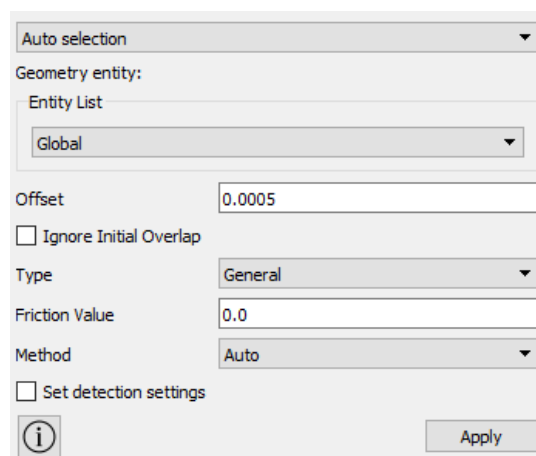 Auto selection
Geometry entity:
Entity List
Global
Offset 0.0005
Ignore Initial Overlap
Type General
Friction Value 0.0
Method Auto
Set detection settings
i Apply